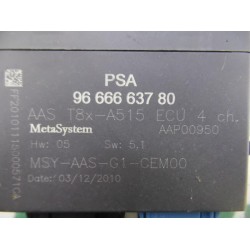 PSA
96 666 637 80
AAS T8x-A515 ECU 4 ch.
MetaSystem AAP00950
Hw: 05 Sw: 5.1
MSY-AAS-G1-CEM00
Date: 03/12/2010